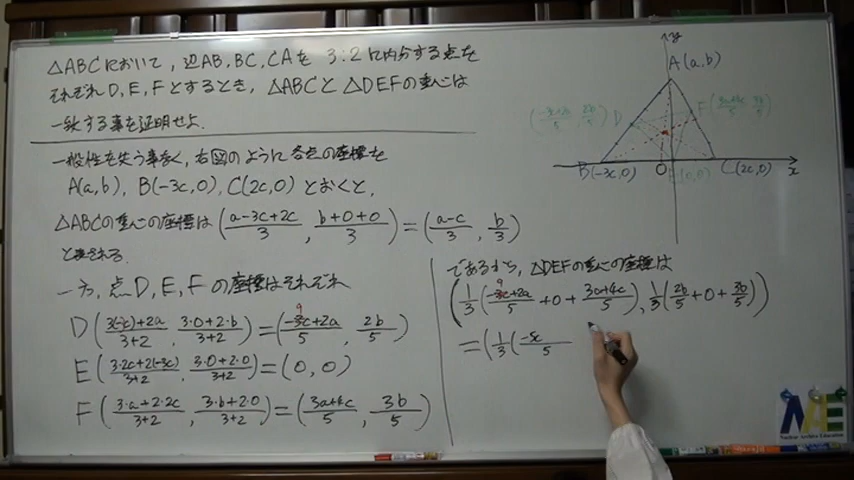 △ABCにおいて,辺AB,BC,CAを 3:2に内分する点を
それぞれD,E,Fとするとき,△ABCと△DEFの重心は
一致する事を証明せよ.
一般性を失う事なく,右図のように各点の座標を
A(a,b), B(-3c,0), C(2c,0) とおくと,
△ABCの重心の座標は ((a-3c+2c)/3, (b+0+0)/3) = ((a-c)/3, b/3)
と表される.
一方,点D,E,Fの座標はそれぞれ
D((3(-3c)+2a)/(3+2), (3・0+2・b)/(3+2)) = ((-9c+2a)/5, 2b/5)
E((3・2c+2(-3c))/(3+2), (3・0+2・0)/(3+2)) = (0,0)
F((3・a+2・2c)/(3+2), (3・b+2・0)/(3+2)) = ((3a+4c)/5, 3b/5)
であるから,△DEFの重心の座標は
(1/3((-9c+2a)/5+0+(3a+4c)/5), 1/3(2b/5+0+3b/5))
=(1/3(-5c/5
y
A(a,b)
D
F(3a+4c/5, 3b/5)
B(-3c,0)
O
(0,0)
C(2c,0)
x
NAE
Nuclear Archive Education